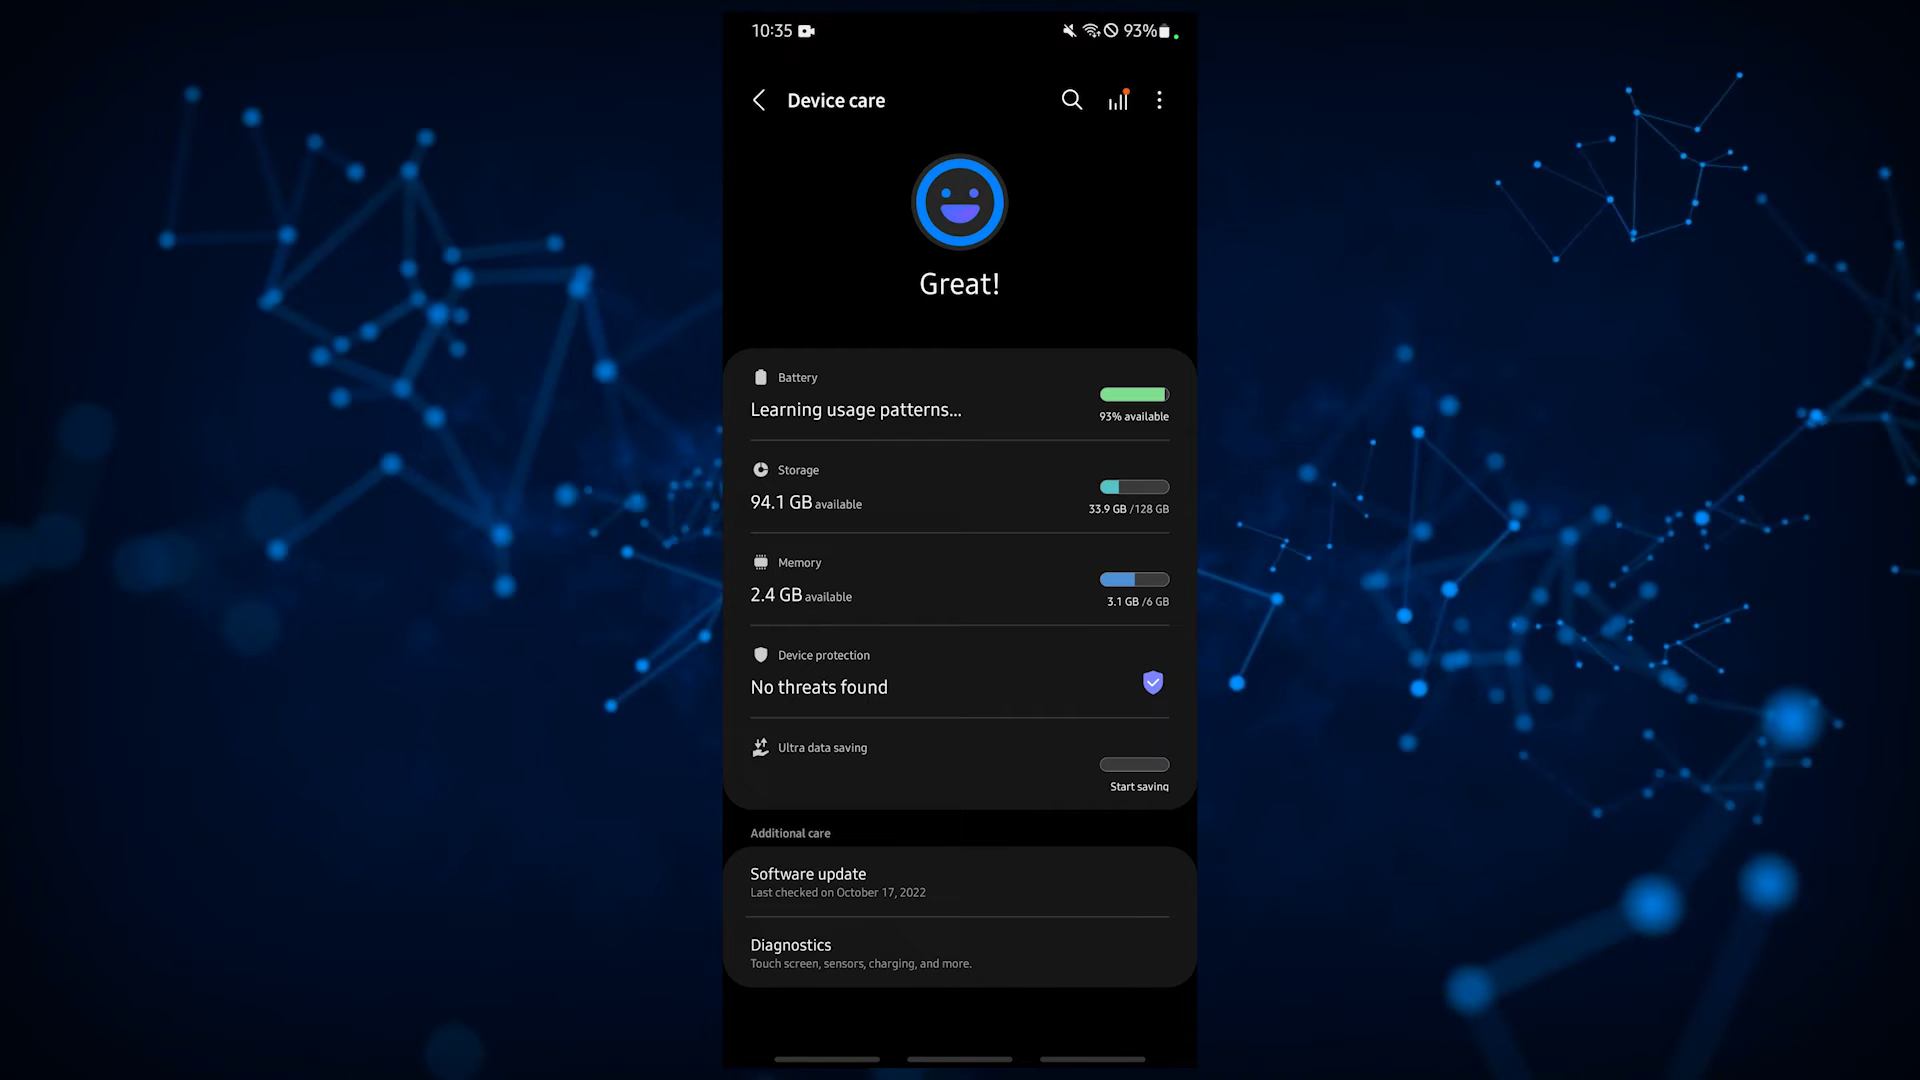 10:35
93%
Device care
Great!
Battery
Learning usage patterns...
93% available
Storage
94.1 GB available
33.9 GB /128 GB
Memory
2.4 GB available
3.1 GB /6 GB
Device protection
No threats found
Ultra data saving
Start saving
Additional care
Software update
Last checked on October 17, 2022
Diagnostics
Touch screen, sensors, charging, and more.